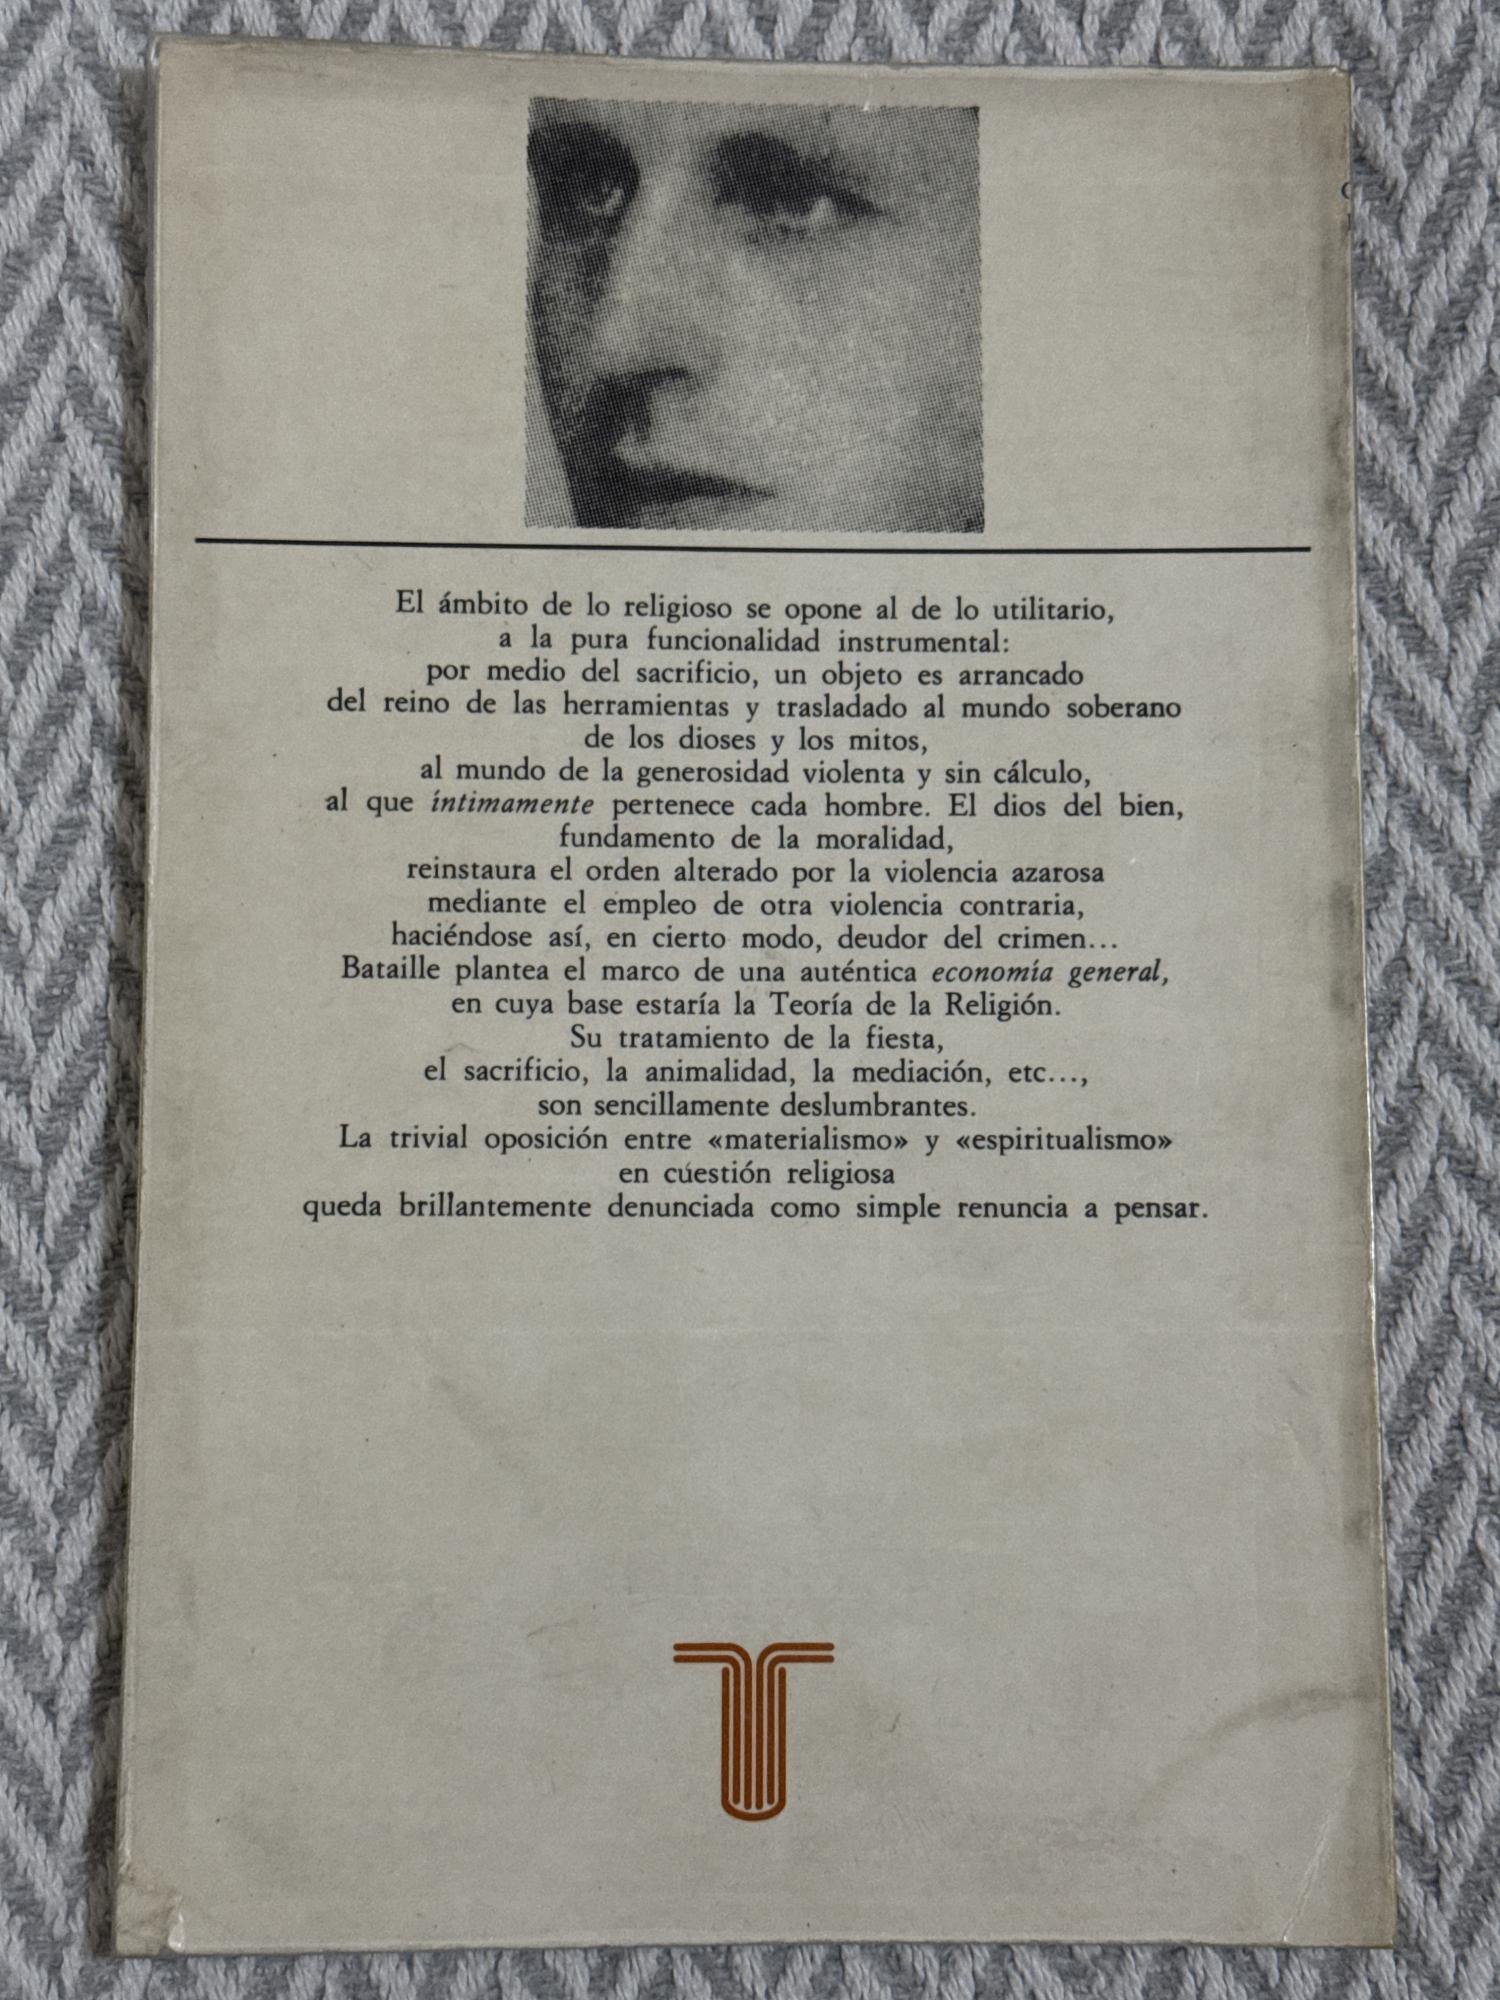 El ámbito de lo religioso se opone al de lo utilitario,
a la pura funcionalidad instrumental:
por medio del sacrificio, un objeto es arrancado
del reino de las herramientas y trasladado al mundo soberano
de los dioses y los mitos,
al mundo de la generosidad violenta y sin cálculo,
al que íntimamente pertenece cada hombre. El dios del bien,
fundamento de la moralidad,
reinstaura el orden alterado por la violencia azarosa
mediante el empleo de otra violencia contraria,
haciéndose así, en cierto modo, deudor del crimen...
Bataille plantea el marco de una auténtica economía general,
en cuya base estaría la Teoría de la Religión.
Su tratamiento de la fiesta,
el sacrificio, la animalidad, la mediación, etc...,
son sencillamente deslumbrantes.
La trivial oposición entre «materialismo» y «espiritualismo»
en cuestión religiosa
queda brillantemente denunciada como simple renuncia a pensar.